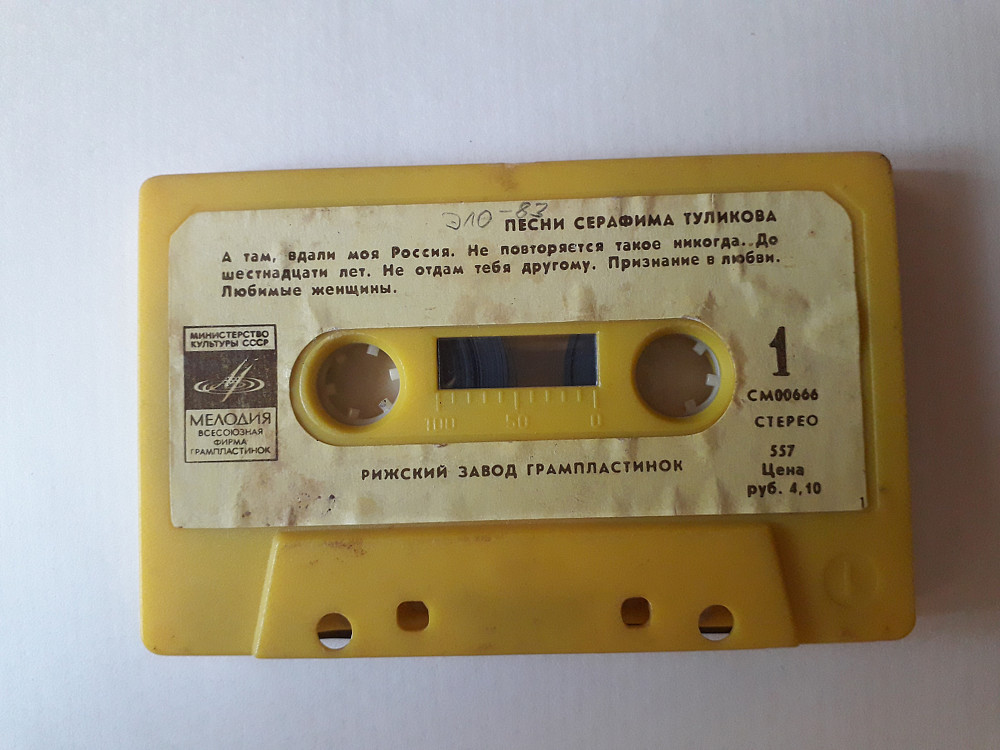 ЭЛО -83
ПЕСНИ СЕРАФИМА ТУЛИКОВА
А там, вдали моя Россия. Не повторяется такое никогда. До
шестнадцати лет. Не отдам тебя другому. Признание в любви.
Любимые женщины.
МИНИСТЕРСТВО
КУЛЬТУРЫ СССР
МЕЛОДИЯ
ВСЕСОЮЗНАЯ
ФИРМА
ГРАМПЛАСТИНОК
100 50 0
1
СМ00666
СТЕРЕО
557
Цена
руб. 4,10
РИЖСКИЙ ЗАВОД ГРАМПЛАСТИНОК
1
1